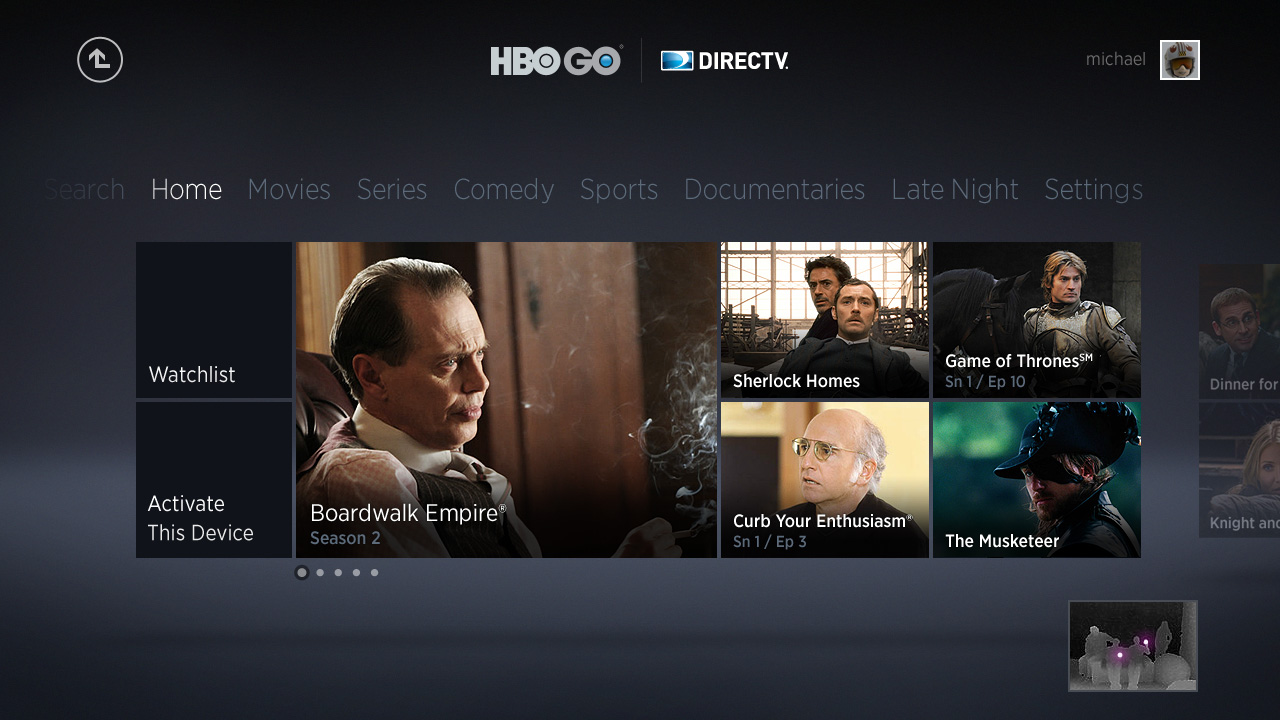 HBO GO®
DIRECTV
michael
Search
Home
Movies
Series
Comedy
Sports
Documentaries
Late Night
Settings
Watchlist
Activate
This Device
Boardwalk Empire®
Season 2
Sherlock Homes
Game of Thrones℠
Sn 1 / Ep 10
Curb Your Enthusiasm®
Sn 1 / Ep 3
The Musketeer
Dinner for
Knight and